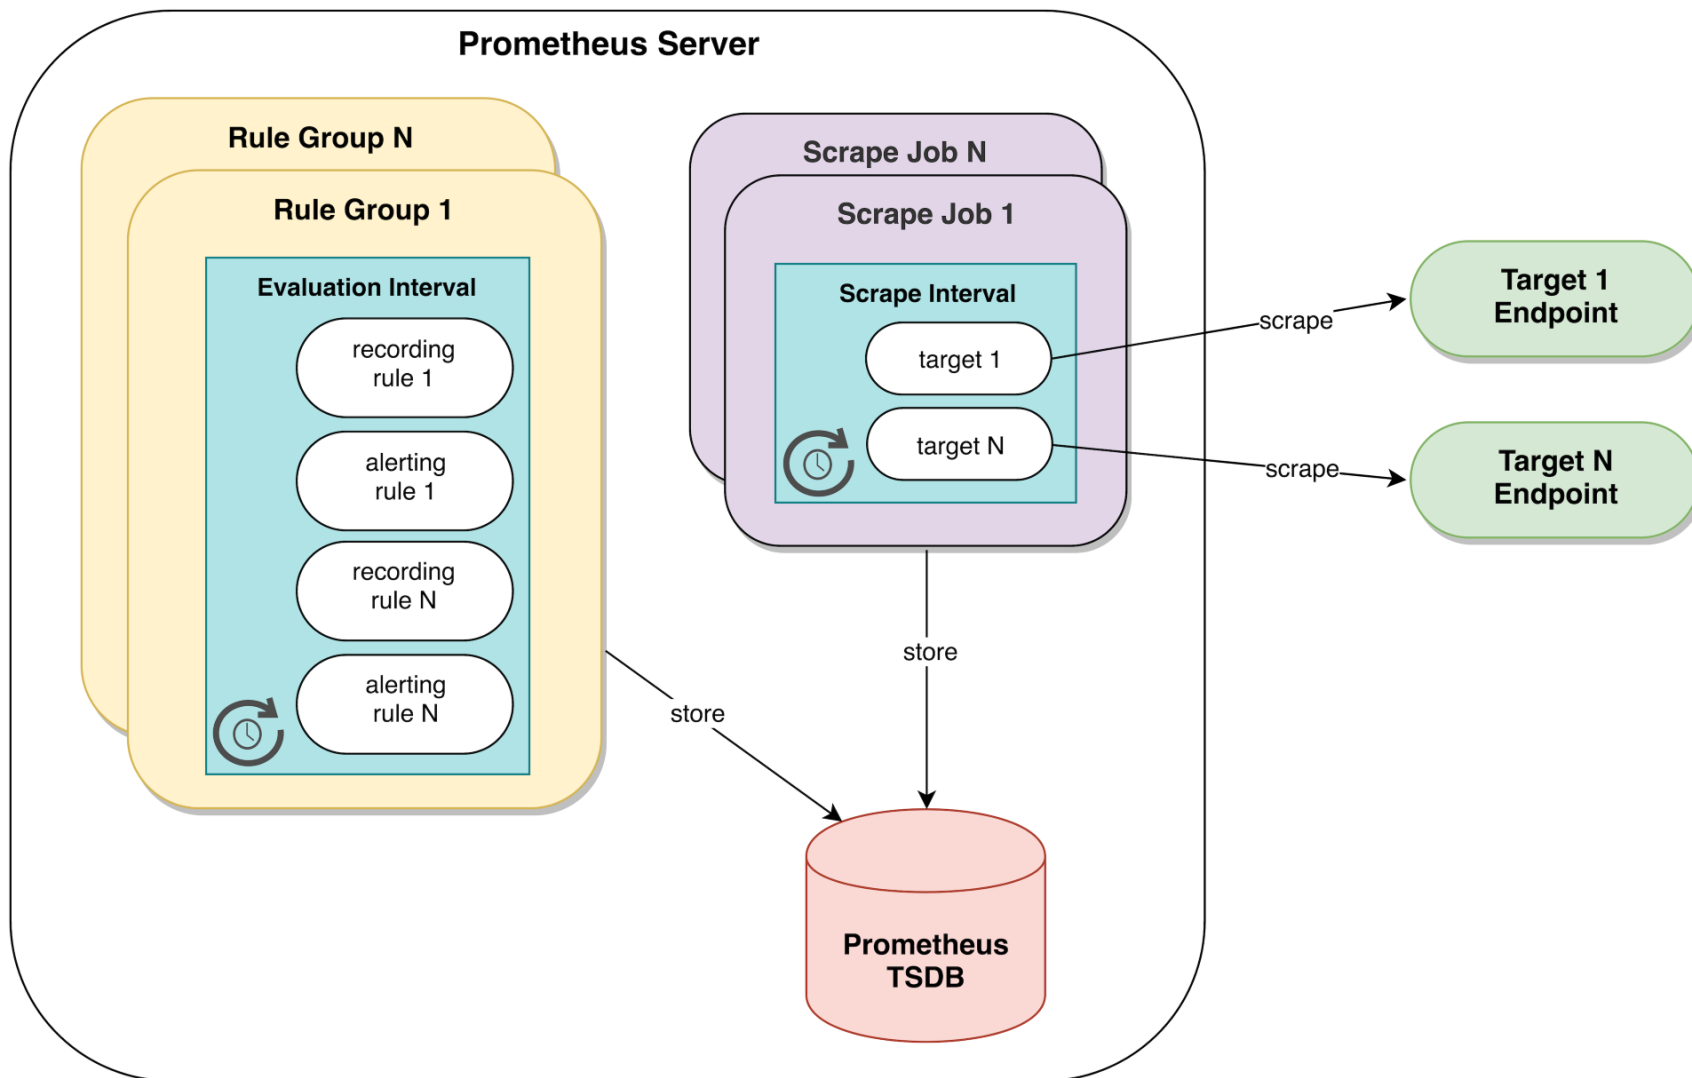 Prometheus Server
Rule Group N
Rule Group 1
Evaluation Interval
recording
rule 1
alerting
rule 1
recording
rule N
alerting
rule N
store
Scrape Job N
Scrape Job 1
Scrape Interval
target 1
target N
scrape
scrape
Target 1
Endpoint
Target N
Endpoint
store
Prometheus
TSDB